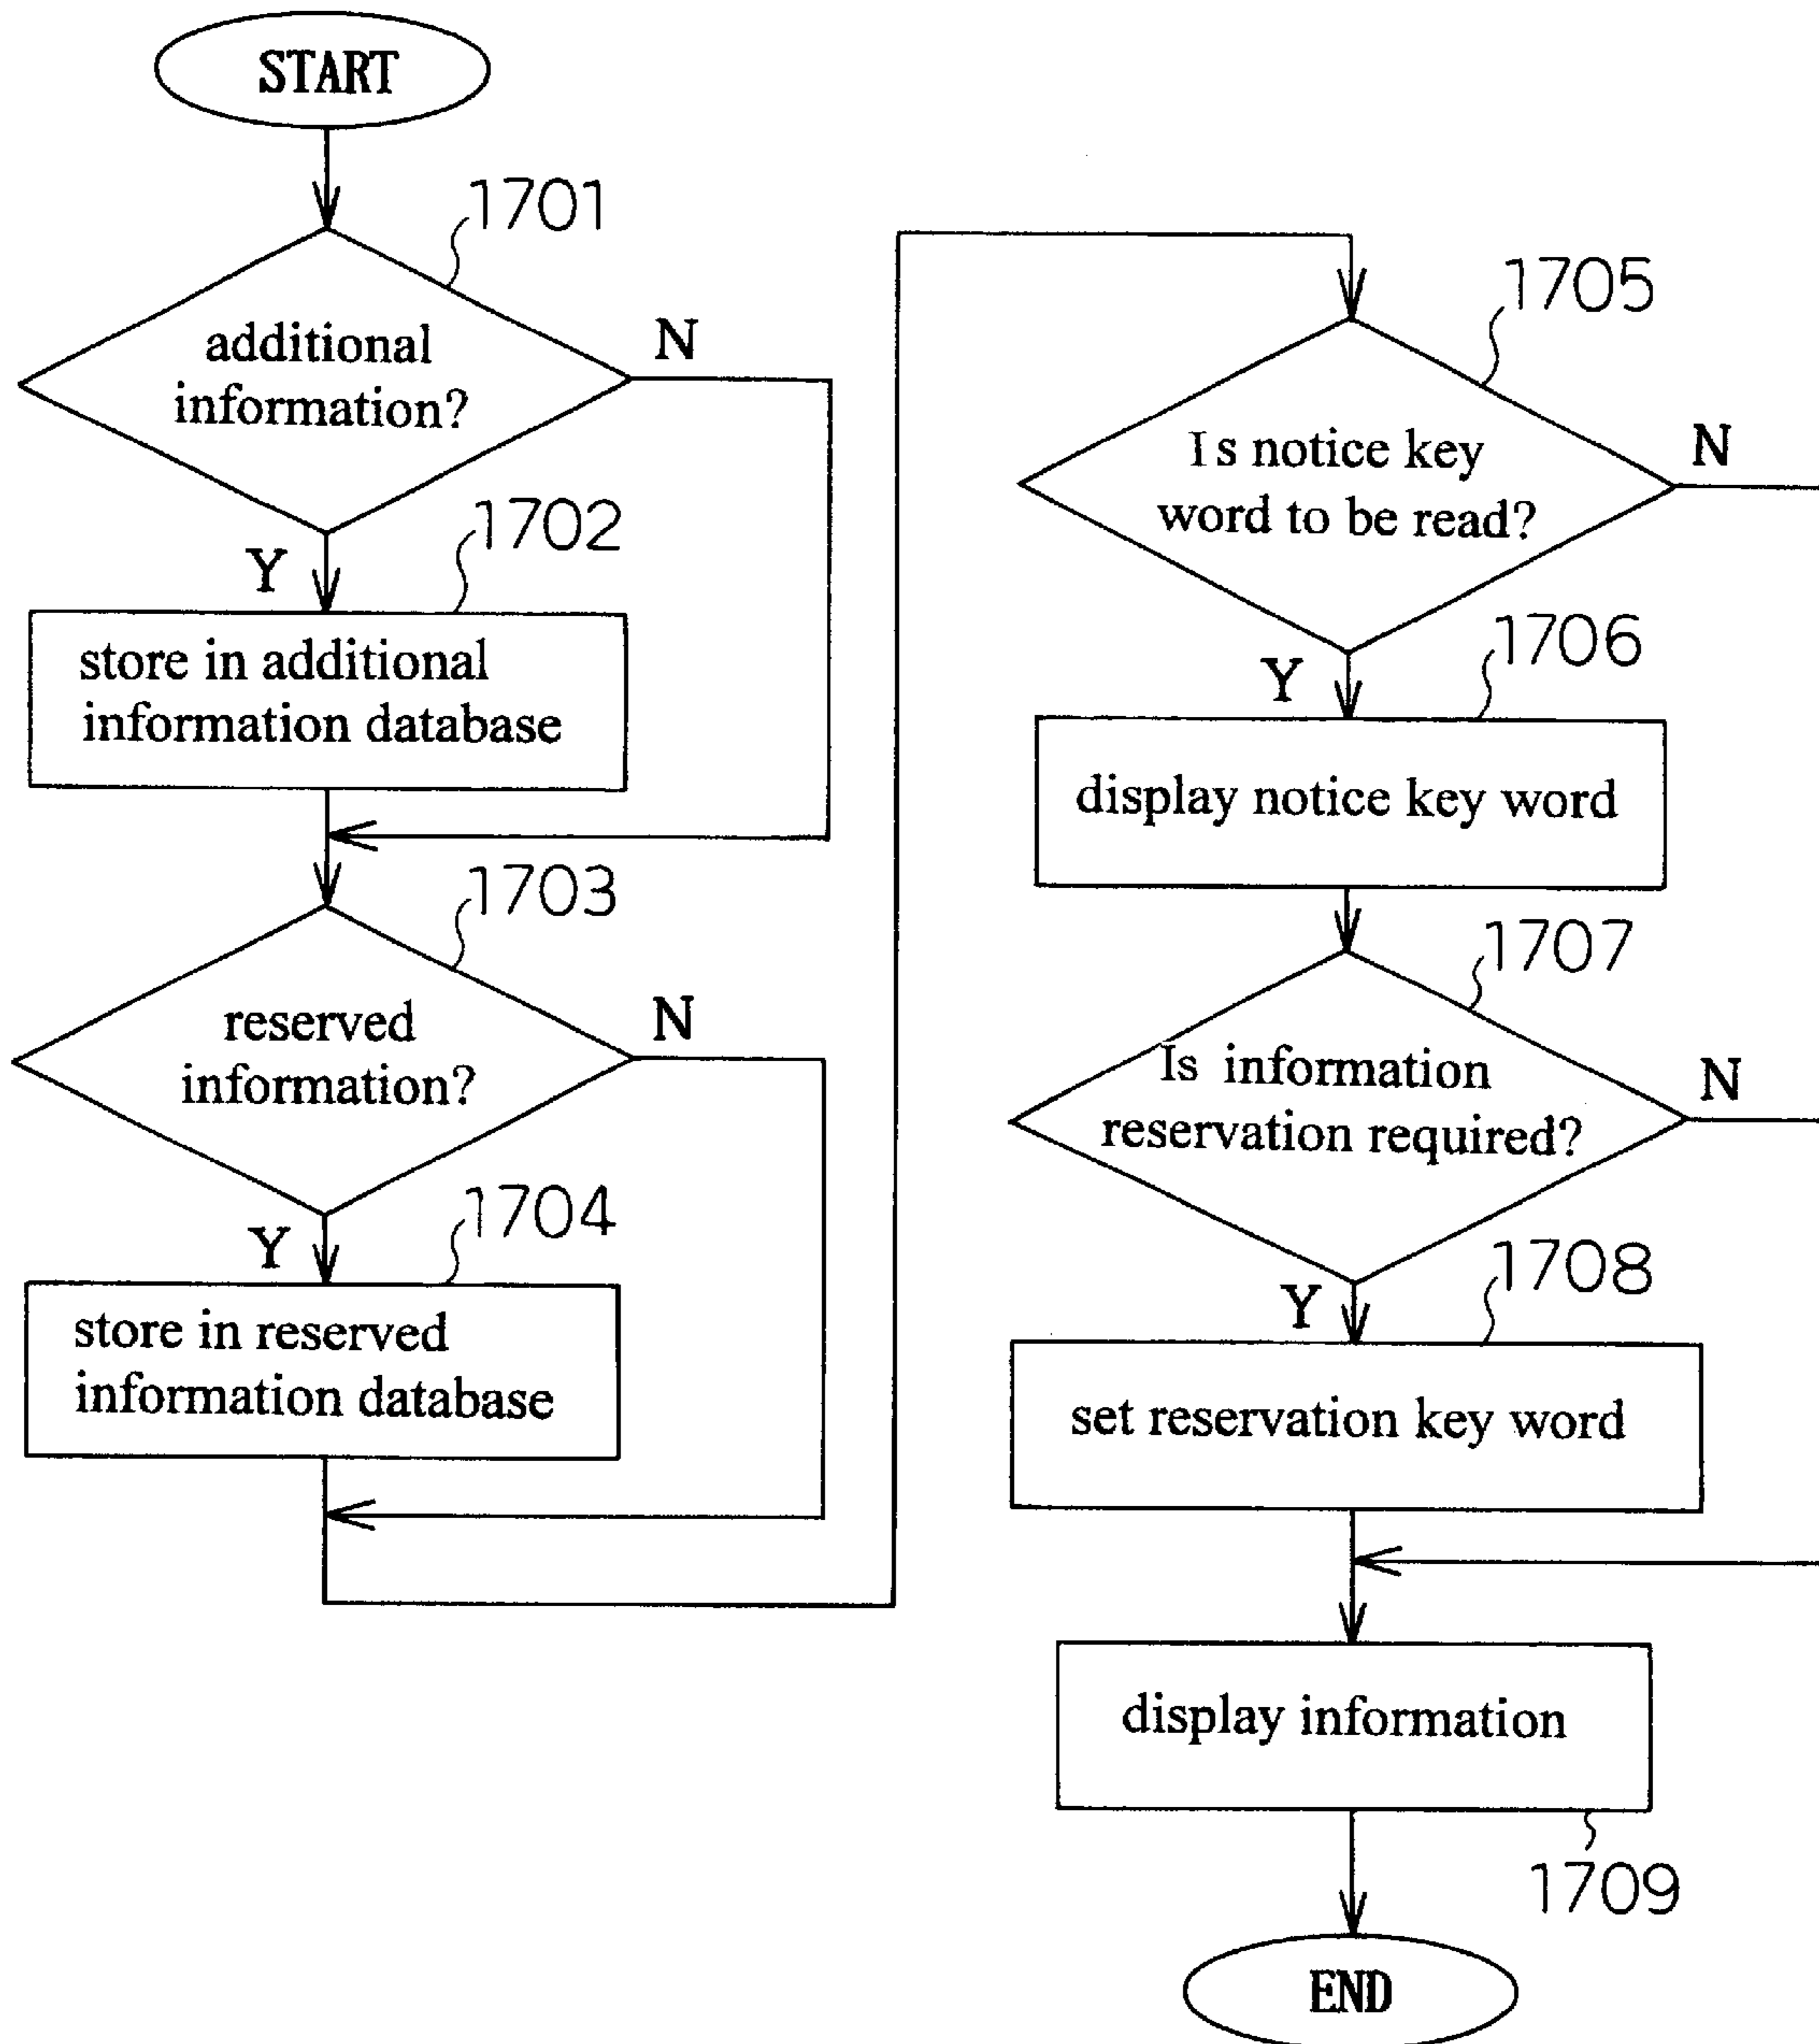 START
1701
additional
information?
N
Y
1702
store in additional
information database
1703
reserved
information?
N
Y
1704
store in reserved
information database
1705
Is notice key
word to be read?
N
Y
1706
display notice key word
1707
Is information
reservation required?
N
Y
1708
set reservation key word
display information
1709
END